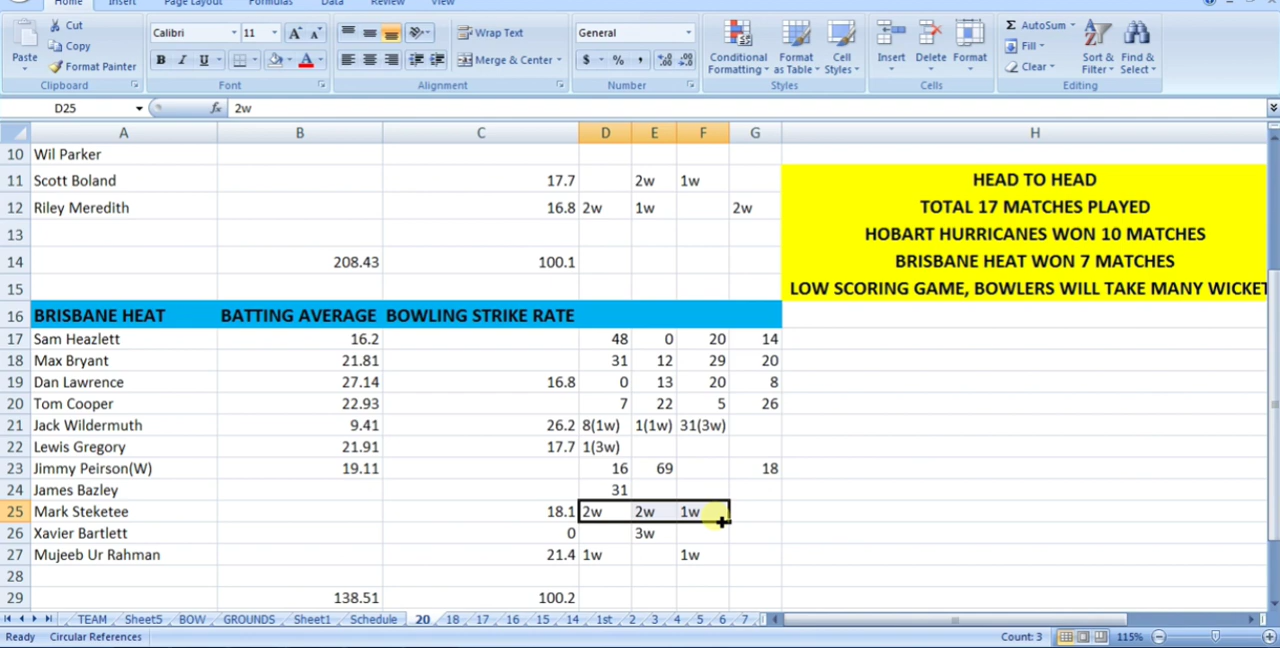 Home Insert Page Layout Formulas Data Review View
Cut Calibri 11 A A Wrap Text General Σ AutoSum
Copy Fill
Paste Format Painter B I U A Merge & Center $ % , Conditional Formatting Format as Table Cell Styles Insert Delete Format Clear Sort & Filter Find & Select
Clipboard Font Alignment Number Styles Cells Editing
D25 fx 2w
A B C D E F G H
10 Wil Parker
11 Scott Boland 17.7 2w 1w HEAD TO HEAD
12 Riley Meredith 16.8 2w 1w 2w TOTAL 17 MATCHES PLAYED
13 HOBART HURRICANES WON 10 MATCHES
14 208.43 100.1 BRISBANE HEAT WON 7 MATCHES
15 LOW SCORING GAME, BOWLERS WILL TAKE MANY WICKET
16 BRISBANE HEAT BATTING AVERAGE BOWLING STRIKE RATE
17 Sam Heazlett 16.2 48 0 20 14
18 Max Bryant 21.81 31 12 29 20
19 Dan Lawrence 27.14 16.8 0 13 20 8
20 Tom Cooper 22.93 7 22 5 26
21 Jack Wildermuth 9.41 26.2 8(1w) 1(1w) 31(3w)
22 Lewis Gregory 21.91 17.7 1(3w)
23 Jimmy Peirson(W) 19.11 16 69 18
24 James Bazley 31
25 Mark Steketee 18.1 2w 2w 1w
26 Xavier Bartlett 0 3w
27 Mujeeb Ur Rahman 21.4 1w 1w
28
29 138.51 100.2
TEAM Sheet5 BOW GROUNDS Sheet1 Schedule 20 18 17 16 15 14 1st 2 3 4 5 6 7
Ready Circular References Count: 3 115%